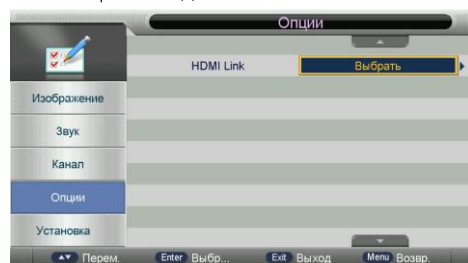 Опции
HDMI Link Выбрать
Изображение
Звук
Канал
Опции
Установка
Перем. Enter Выбр... Exit Выход Menu Возвр.